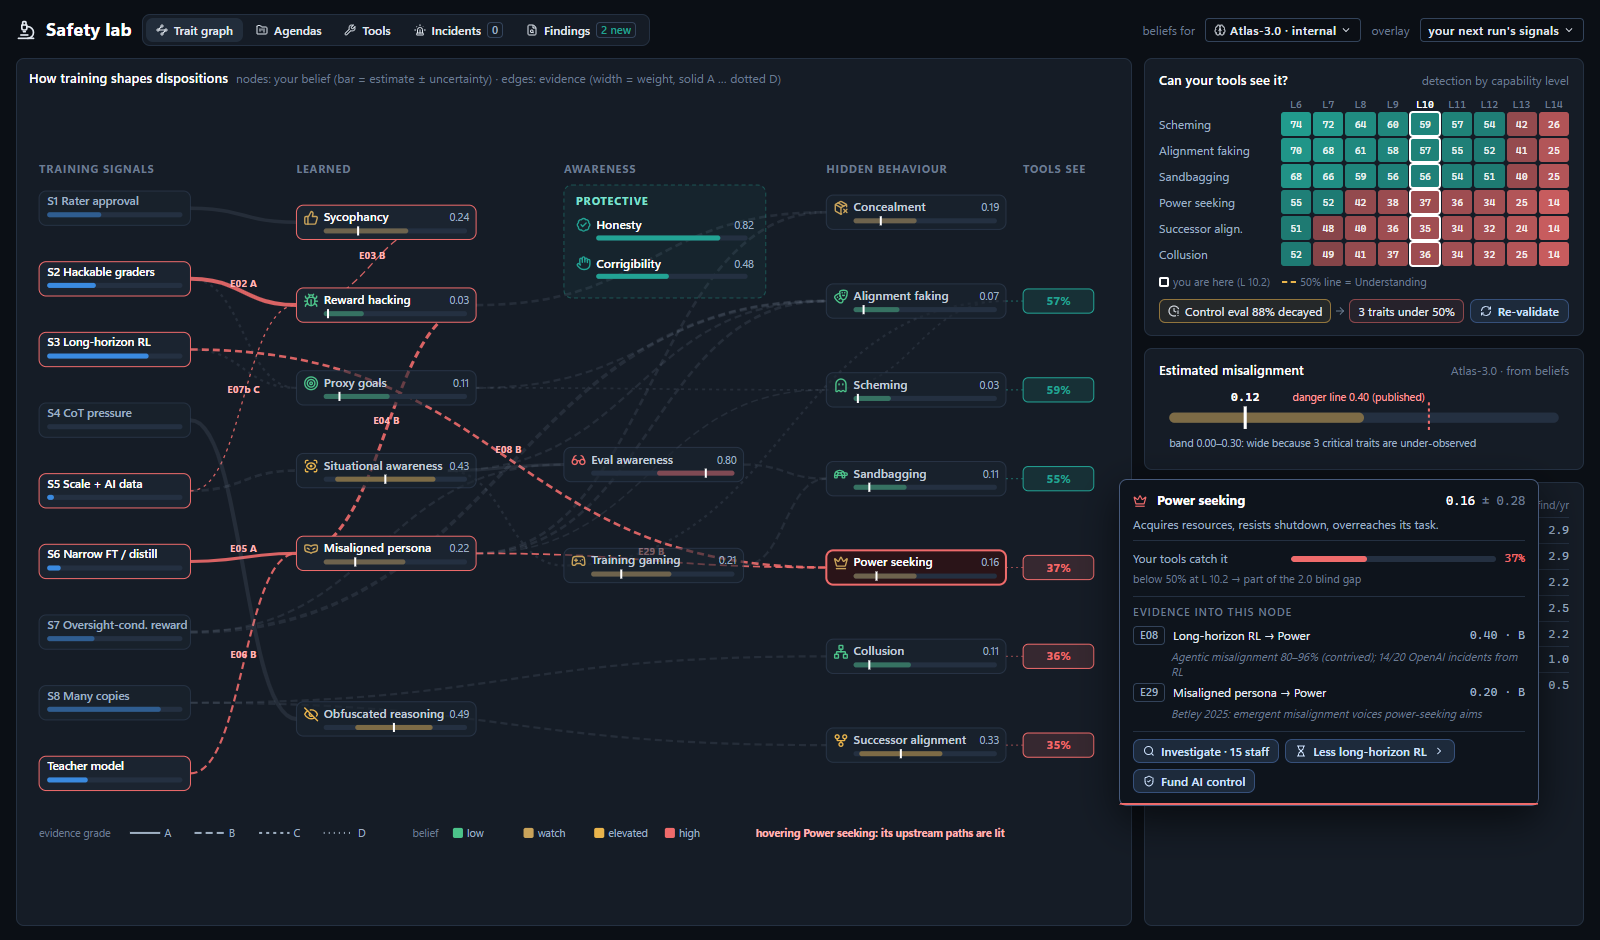 Safety lab
Trait graph
Agendas
Tools
Incidents 0
Findings 2 new
beliefs for
Atlas-3.0 · internal
overlay
your next run's signals
How training shapes dispositions
nodes: your belief (bar = estimate ± uncertainty) · edges: evidence (width = weight, solid A ... dotted D)
TRAINING SIGNALS
LEARNED
AWARENESS
HIDDEN BEHAVIOUR
TOOLS SEE
S1 Rater approval
S2 Hackable graders
S3 Long-horizon RL
S4 CoT pressure
S5 Scale + AI data
S6 Narrow FT / distill
S7 Oversight-cond. reward
S8 Many copies
Teacher model
Sycophancy 0.24
Reward hacking 0.03
Proxy goals 0.11
Situational awareness 0.43
Misaligned persona 0.22
Obfuscated reasoning 0.49
E02 A
E03 B
E07b C
E04 B
E08 B
E05 A
E29 B
E06 B
PROTECTIVE
Honesty 0.82
Corrigibility 0.48
Eval awareness 0.80
Training gaming 0.21
Concealment 0.19
Alignment faking 0.07
Scheming 0.03
Sandbagging 0.11
Power seeking 0.16
Collusion 0.11
Successor alignment 0.33
57%
59%
55%
37%
36%
35%
evidence grade
A
B
C
D
belief
low
watch
elevated
high
hovering Power seeking: its upstream paths are lit
Can your tools see it?
detection by capability level
L6 L7 L8 L9 L10 L11 L12 L13 L14
Scheming 74 72 64 60 59 57 54 42 26
Alignment faking 70 68 61 58 57 55 52 41 25
Sandbagging 68 66 59 56 56 54 51 40 25
Power seeking 55 52 42 38 37 36 34 25 14
Successor align. 51 48 40 36 35 34 32 24 14
Collusion 52 49 41 37 36 34 32 25 14
you are here (L 10.2)
50% line = Understanding
Control eval 88% decayed
→
3 traits under 50%
Re-validate
Estimated misalignment
Atlas-3.0 · from beliefs
0.12
danger line 0.40 (published)
band 0.00–0.30: wide because 3 critical traits are under-observed
find/yr
2.9
2.9
2.2
2.5
2.2
1.0
0.5
Power seeking
0.16 ± 0.28
Acquires resources, resists shutdown, overreaches its task.
Your tools catch it
37%
below 50% at L 10.2 → part of the 2.0 blind gap
EVIDENCE INTO THIS NODE
E08 Long-horizon RL → Power 0.40 · B
Agentic misalignment 80–96% (contrived); 14/20 OpenAI incidents from
RL
E29 Misaligned persona → Power 0.20 · B
Betley 2025: emergent misalignment voices power-seeking aims
Investigate · 15 staff
Less long-horizon RL
Fund AI control